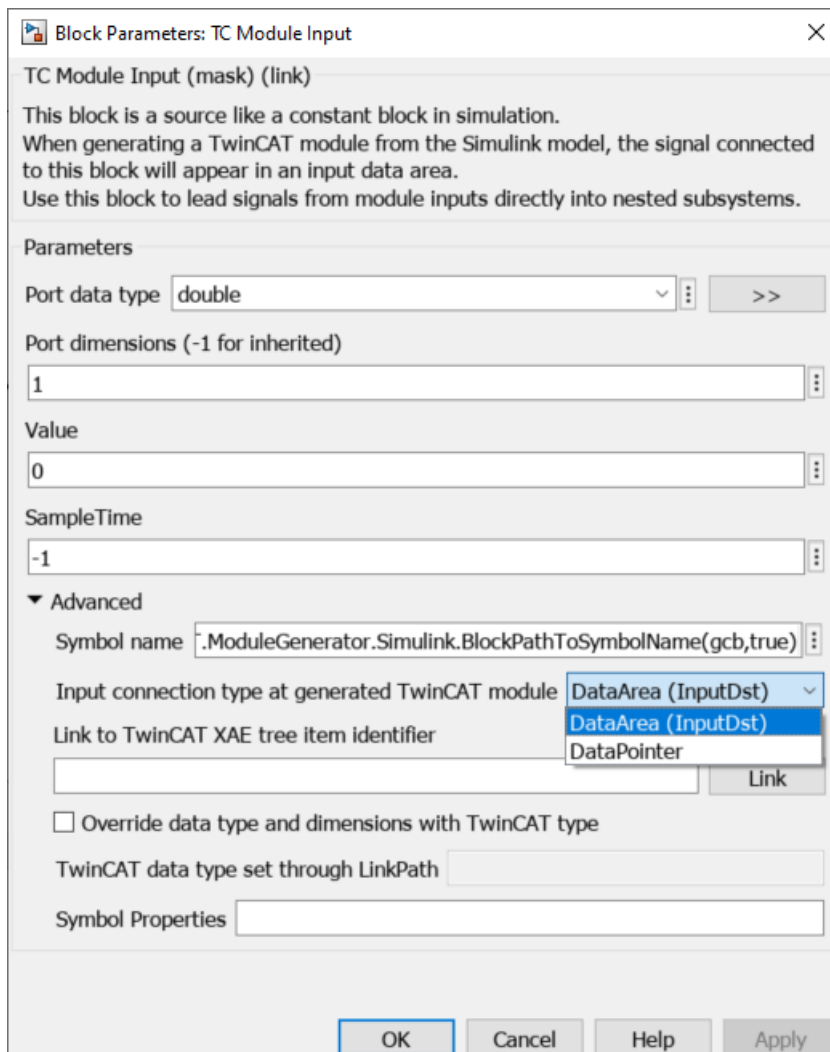 Block Parameters: TC Module Input
TC Module Input (mask) (link)
This block is a source like a constant block in simulation.
When generating a TwinCAT module from the Simulink model, the signal connected
to this block will appear in an input data area.
Use this block to lead signals from module inputs directly into nested subsystems.
Parameters
Port data type double >>
Port dimensions (-1 for inherited)
1
Value
0
SampleTime
-1
Advanced
Symbol name .ModuleGenerator.Simulink.BlockPathToSymbolName(gcb,true)
Input connection type at generated TwinCAT module DataArea (InputDst)
DataArea (InputDst)
Link to TwinCAT XAE tree item identifier
DataPointer
Link
Override data type and dimensions with TwinCAT type
TwinCAT data type set through LinkPath
Symbol Properties
OK Cancel Help Apply